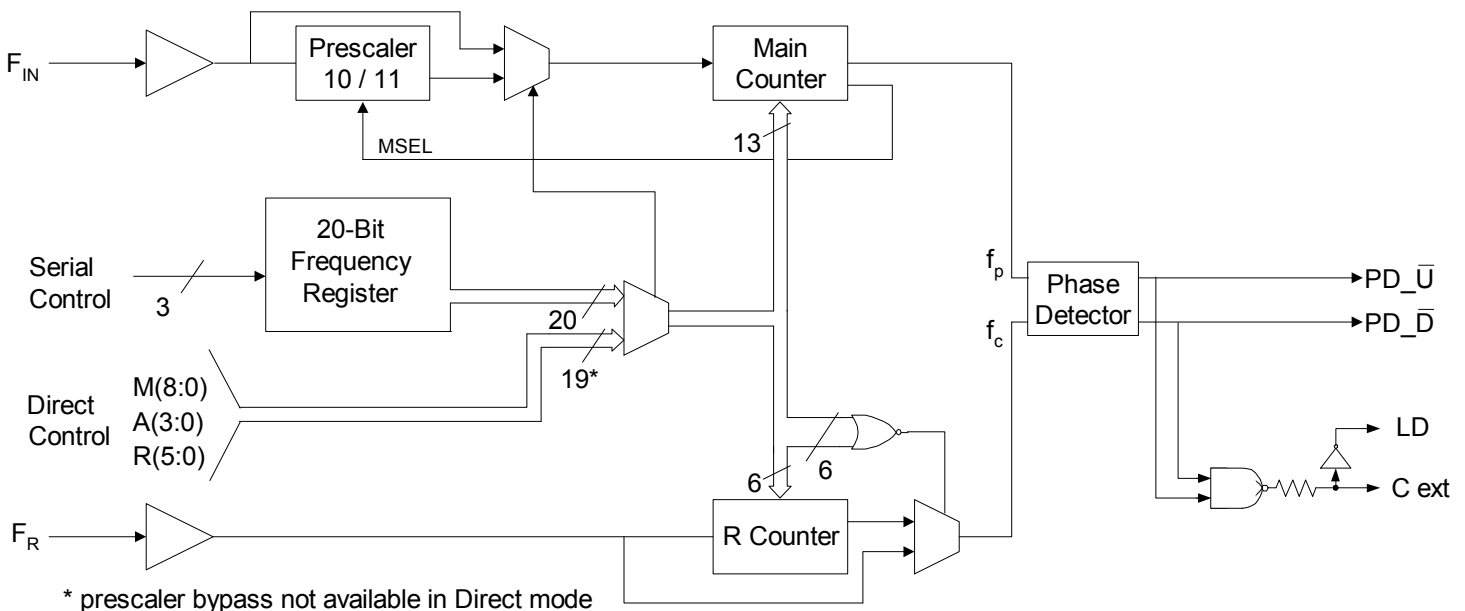 F_IN
Prescaler
10 / 11
Main
Counter
MSEL
13
20-Bit
Frequency
Register
Serial
Control
3
20
19*
Direct
Control
M(8:0)
A(3:0)
R(5:0)
f_p
f_c
Phase
Detector
PD_U̅
PD_D̅
6
6
LD
C ext
F_R
R Counter
* prescaler bypass not available in Direct mode